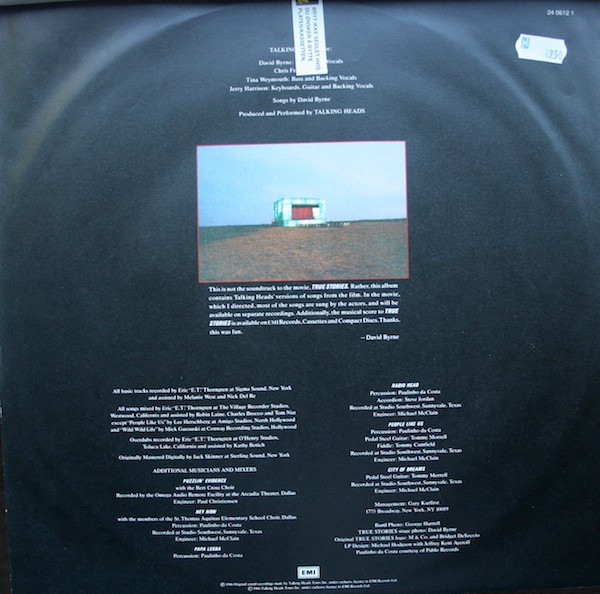 24 0612 1
TALKING
David Byrne: Vocals
Chris
Tina Weymouth: Bass and Backing Vocals
Jerry Harrison: Keyboards, Guitar and Backing Vocals
Songs by David Byrne
Produced and Performed by TALKING HEADS
This is not the soundtrack to the movie, TRUE STORIES. Rather, this album
contains Talking Heads' versions of songs from the film. In the movie,
which I directed, most of the songs are sung by the actors, and will be
available on separate recordings. Additionally, the musical score to TRUE
STORIES is available on EMI Records, Cassettes and Compact Discs. Thanks,
this was fun.
– David Byrne
All basic tracks recorded by Eric "E.T." Thorngren at Sigma Sound, New York
and assisted by Melanie West and Nick Del Re
All songs mixed by Eric "E.T." Thorngren at The Village Recorder Studios,
Westwood, California and assisted by Robin Laine, Charles Brocco and Tom Nist
except "People Like Us" by Lee Herschberg at Amigo Studios, North Hollywood
and "Wild Wild Life" by Mick Guzauski at Conway Recording Studios, Hollywood
Overdubs recorded by Eric "E.T." Thorngren at O'Henry Studios,
Toluca Lake, California and assisted by Kathy Botich
Originally Mastered Digitally by Jack Skinner at Sterling Sound, New York
ADDITIONAL MUSICIANS AND MIXERS
PUZZLIN' EVIDENCE
with the Bert Cross Choir
Recorded by the Omega Audio Remote Facility at the Arcadia Theater, Dallas
Engineer: Paul Christensen
HEY NOW
with the members of the St. Thomas Aquinas Elementary School Choir, Dallas
Percussion: Paulinho da Costa
Recorded at Studio Southwest, Sunnyvale, Texas
Engineer: Michael McClain
PAPA LEGBA
Percussion: Paulinho da Costa
RADIO HEAD
Percussion: Paulinho da Costa
Accordion: Steve Jordan
Recorded at Studio Southwest, Sunnyvale, Texas
Engineer: Michael McClain
PEOPLE LIKE US
Percussion: Paulinho da Costa
Pedal Steel Guitar: Tommy Morrell
Fiddle: Tommy Camfield
Recorded at Studio Southwest, Sunnyvale, Texas
Engineer: Michael McClain
CITY OF DREAMS
Pedal Steel Guitar: Tommy Morrell
Recorded at Studio Southwest, Sunnyvale, Texas
Engineer: Michael McClain
Management: Gary Kurfirst
1775 Broadway, New York, NY 10019
Band Photo: George Hurrell
TRUE STORIES stage photo: David Byrne
Original TRUE STORIES logo: M & Co. and Bridget DeSoccio
LP Design: Michael Hodgson with Jeffrey Kent Ayeroff
Paulinho da Costa courtesy of Pablo Records
EMI